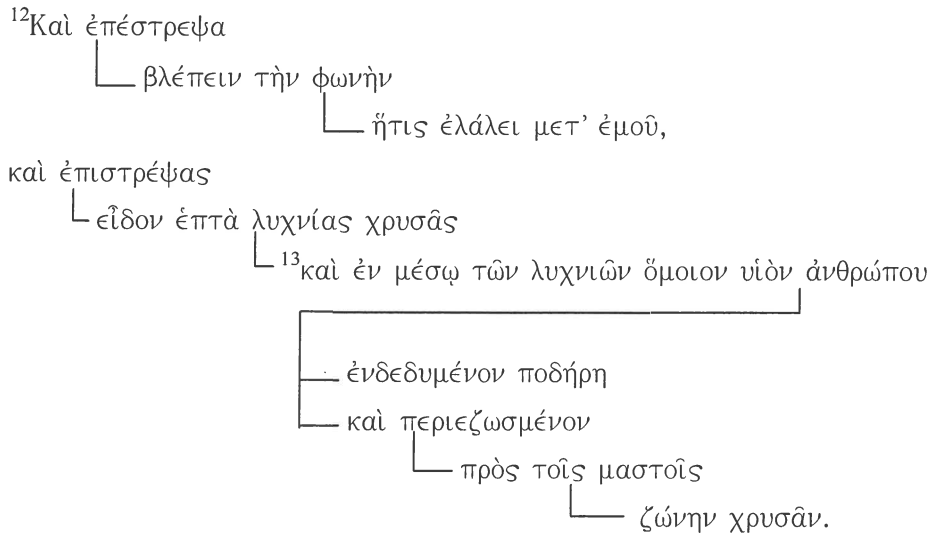 12Καὶ ἐπέστρεψα
βλέπειν τὴν φωνὴν
ἥτις ἐλάλει μετ’ ἐμοῦ,
καὶ ἐπιστρέψας
εἶδον ἑπτὰ λυχνίας χρυσᾶς
13καὶ ἐν μέσῳ τῶν λυχνιῶν ὅμοιον υἱὸν ἀνθρώπου
ἐνδεδυμένον ποδήρη
καὶ περιεζωσμένον
πρὸς τοῖς μαστοῖς
ζώνην χρυσᾶν.